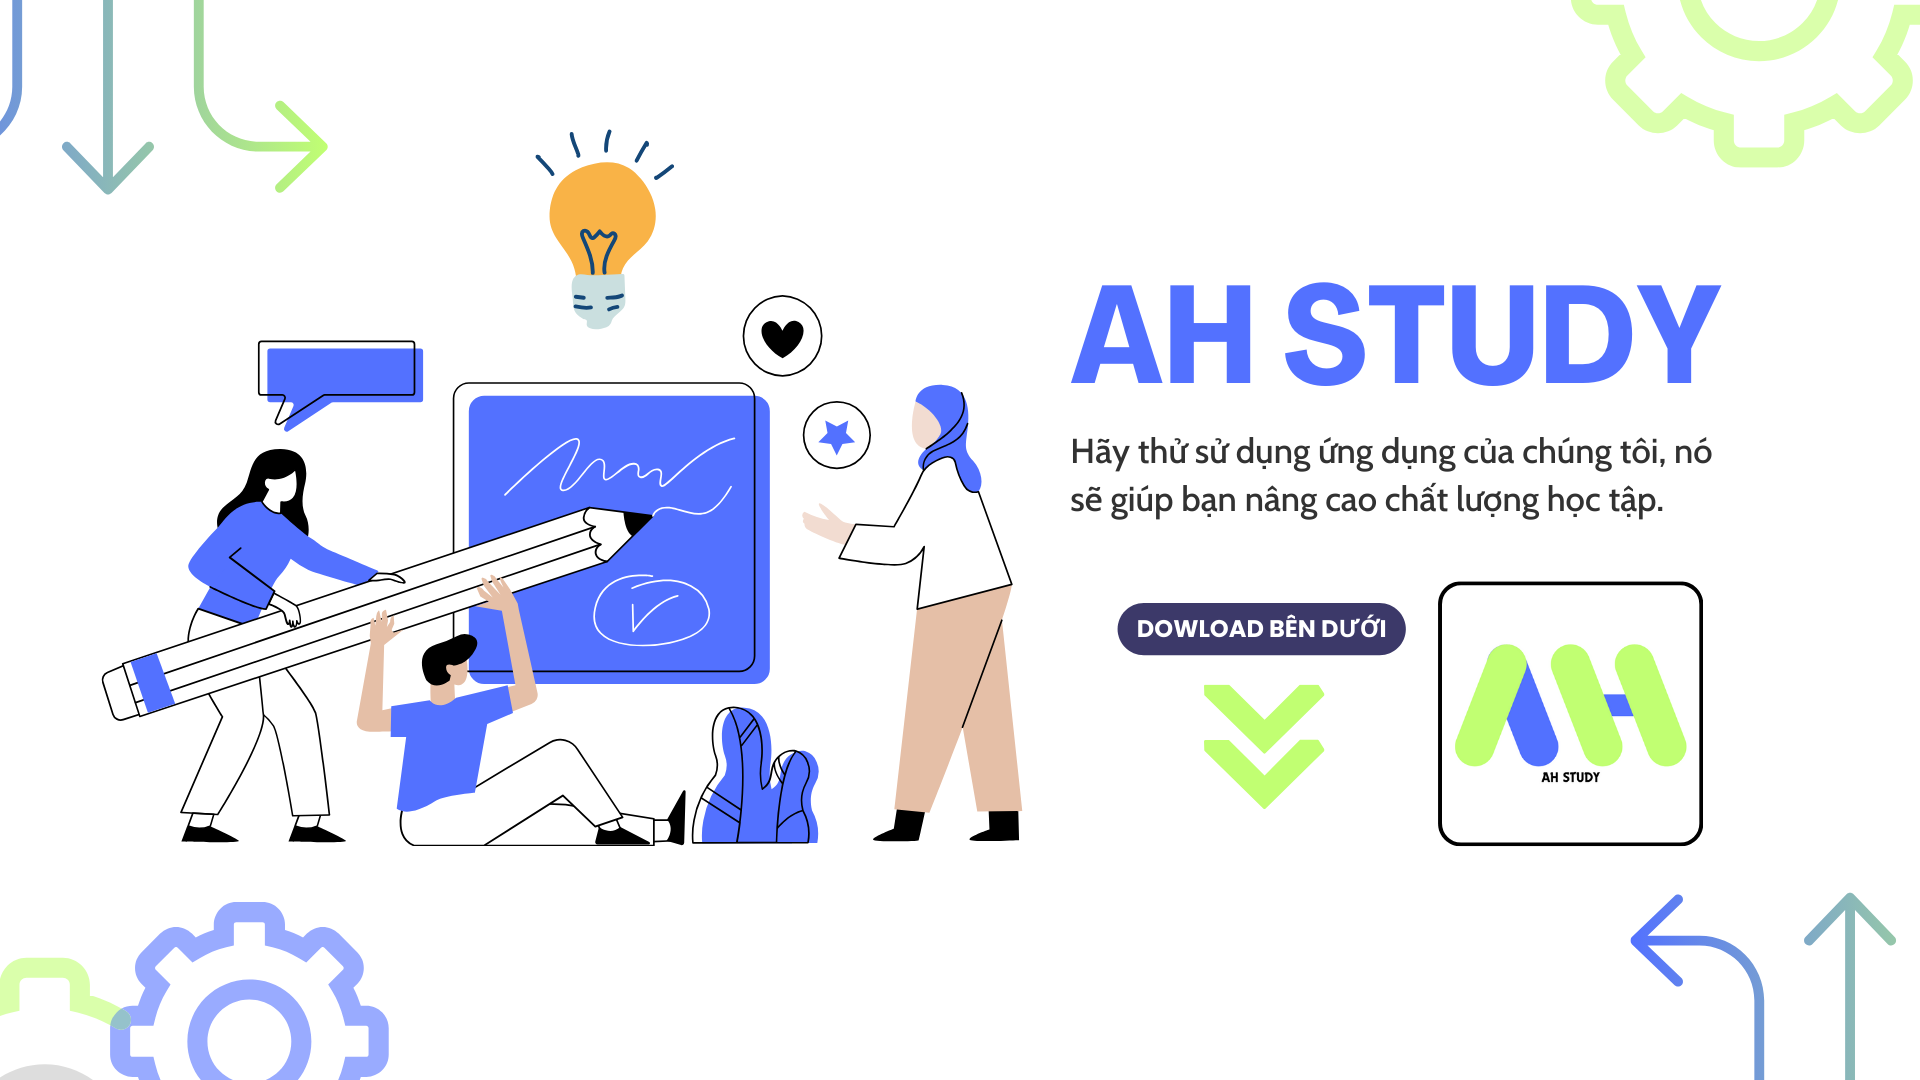 AH STUDY
Hãy thử sử dụng ứng dụng của chúng tôi, nó
sẽ giúp bạn nâng cao chất lượng học tập.
DOWLOAD BÊN DƯỚI
AH
AH STUDY